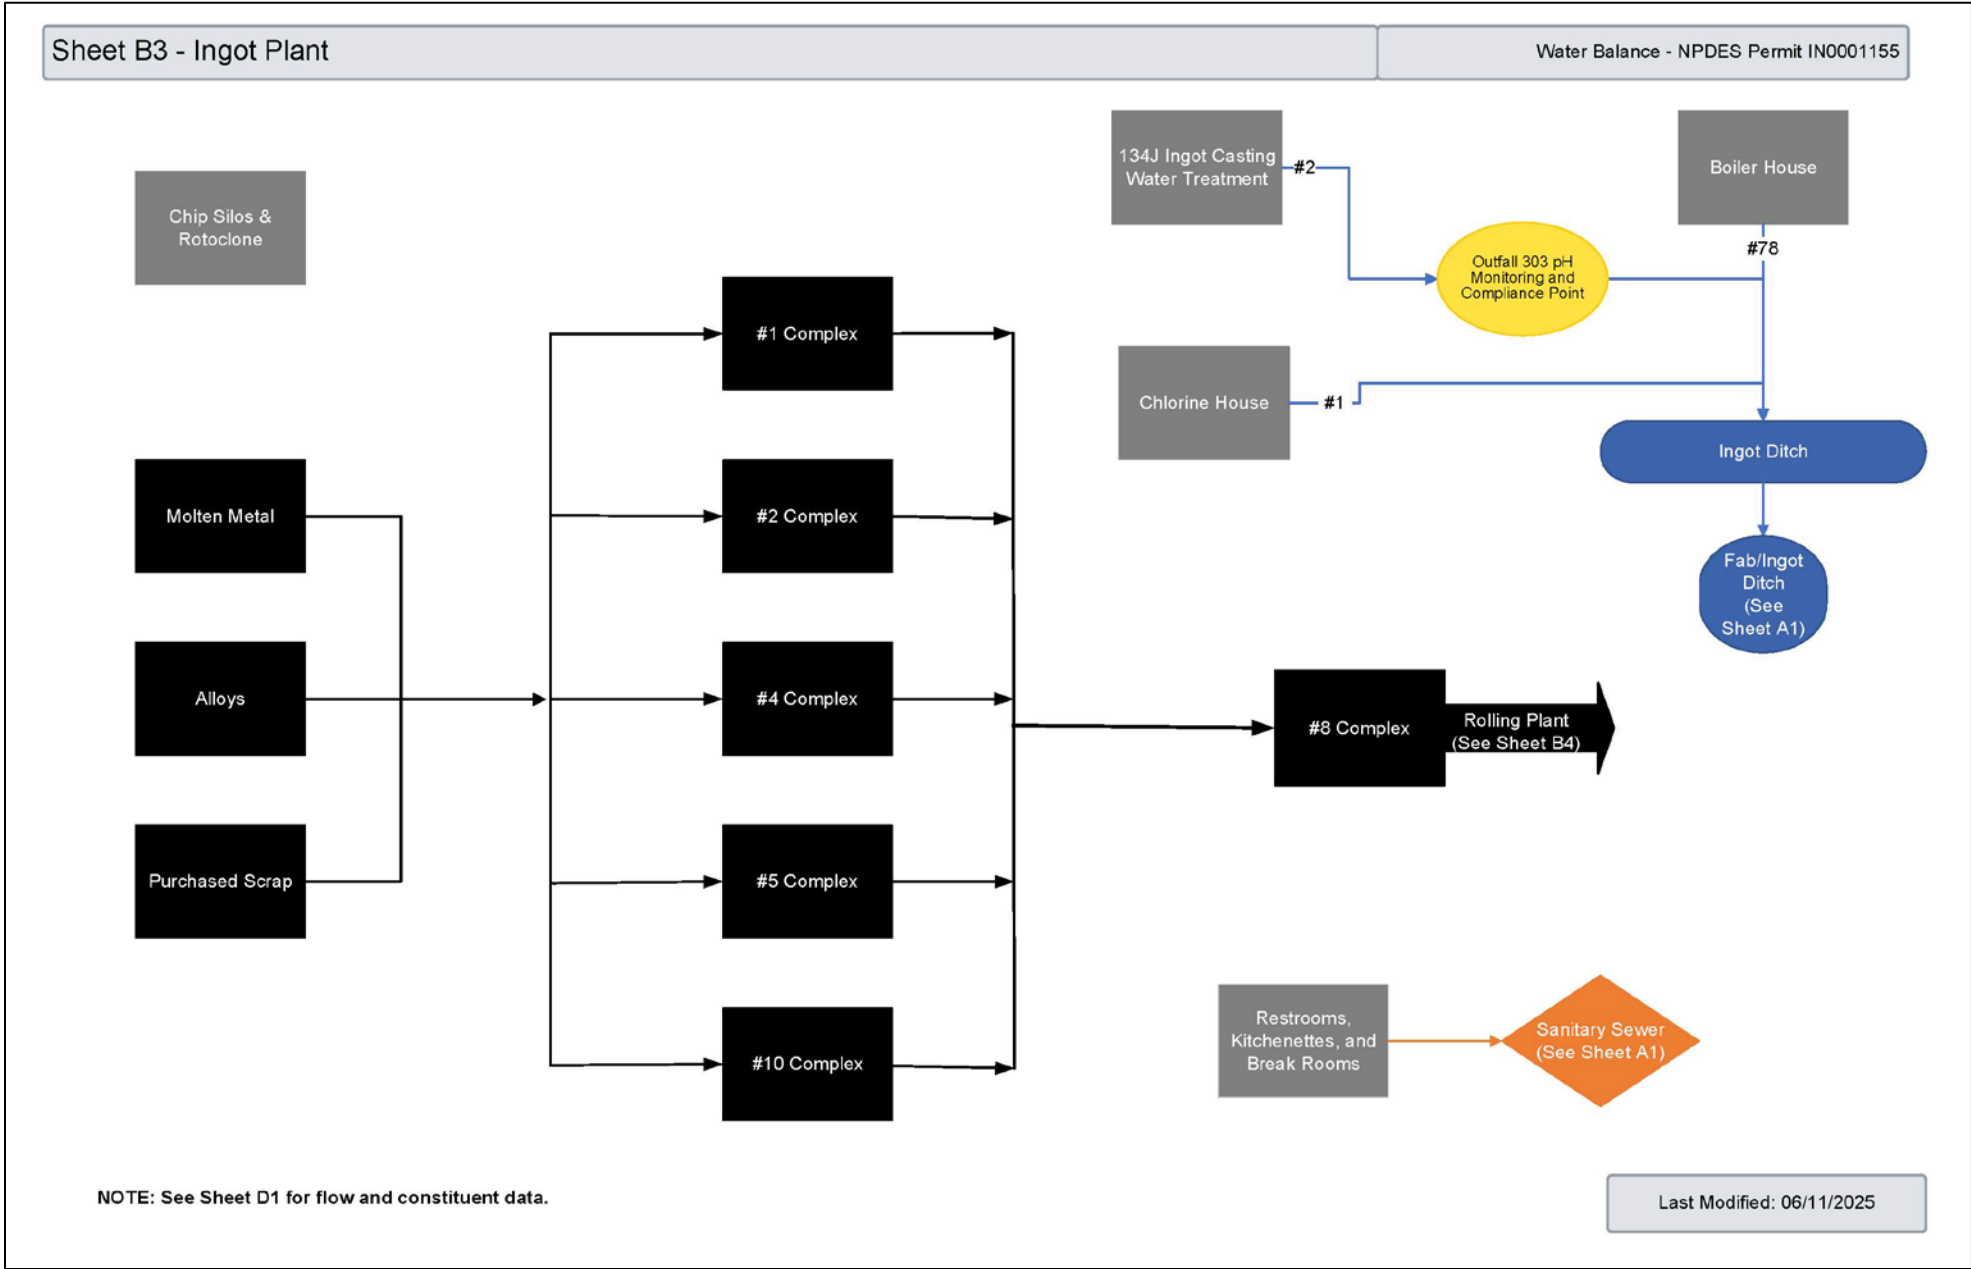 Sheet B3 - Ingot Plant
Water Balance - NPDES Permit IN0001155
134J Ingot Casting
Water Treatment
#2
Boiler House
#78
Chip Silos &
Rotoclone
Outfall 303 pH
Monitoring and
Compliance Point
#1 Complex
Chlorine House
#1
Ingot Ditch
Molten Metal
#2 Complex
Fab/Ingot
Ditch
(See
Sheet A1)
Alloys
#4 Complex
#8 Complex
Rolling Plant
(See Sheet B4)
Purchased Scrap
#5 Complex
#10 Complex
Restrooms,
Kitchenettes, and
Break Rooms
Sanitary Sewer
(See Sheet A1)
NOTE: See Sheet D1 for flow and constituent data.
Last Modified: 06/11/2025